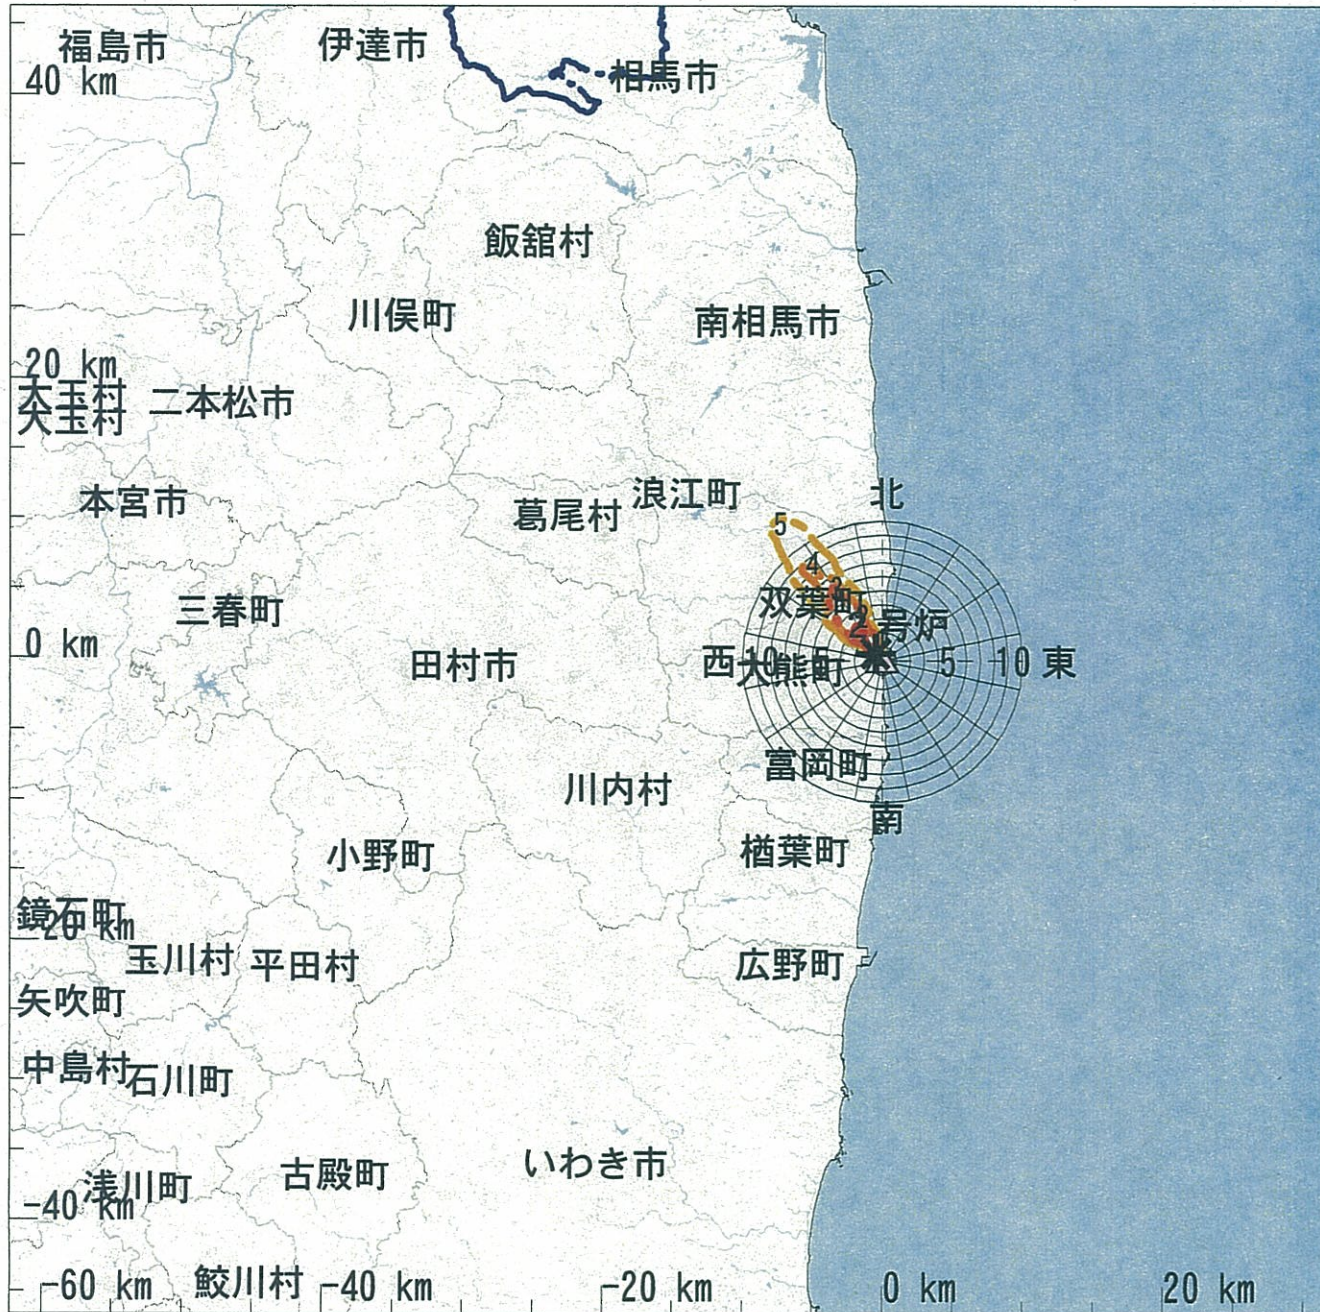 福島市
伊達市
40 km
相馬市
飯舘村
川俣町
南相馬市
20 km
大玉村
二本松市
大玉村
本宮市
葛尾村
浪江町
北
5
4
3
双葉町
2
三春町
号炉
0 km
田村市
西
10
5
大熊町
5
10
東
富岡町
川内村
南
小野町
楢葉町
鏡石町
-20 km
玉川村
平田村
広野町
矢吹町
中島村
石川町
いわき市
古殿町
浅川町
-40 km
-60 km
鮫川村
-40 km
-20 km
0 km
20 km